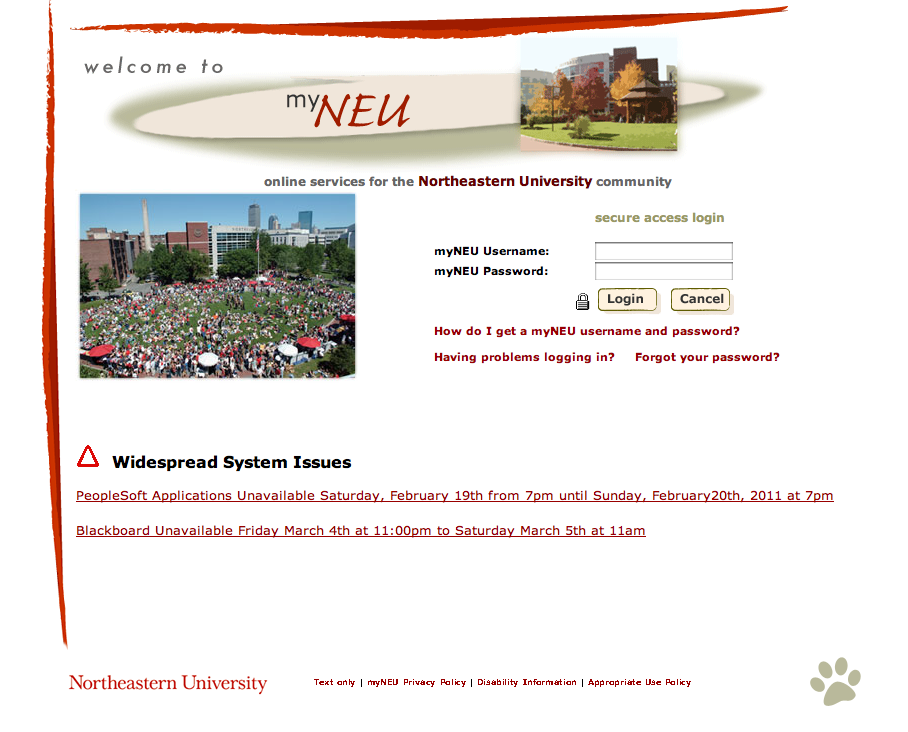 welcome to
myNEU
online services for the Northeastern University community
secure access login
myNEU Username:
myNEU Password:
Login Cancel
How do I get a myNEU username and password?
Having problems logging in? Forgot your password?
Widespread System Issues
PeopleSoft Applications Unavailable Saturday, February 19th from 7pm until Sunday, February20th, 2011 at 7pm
Blackboard Unavailable Friday March 4th at 11:00pm to Saturday March 5th at 11am
Northeastern University Text only | myNEU Privacy Policy | Disability Information | Appropriate Use Policy